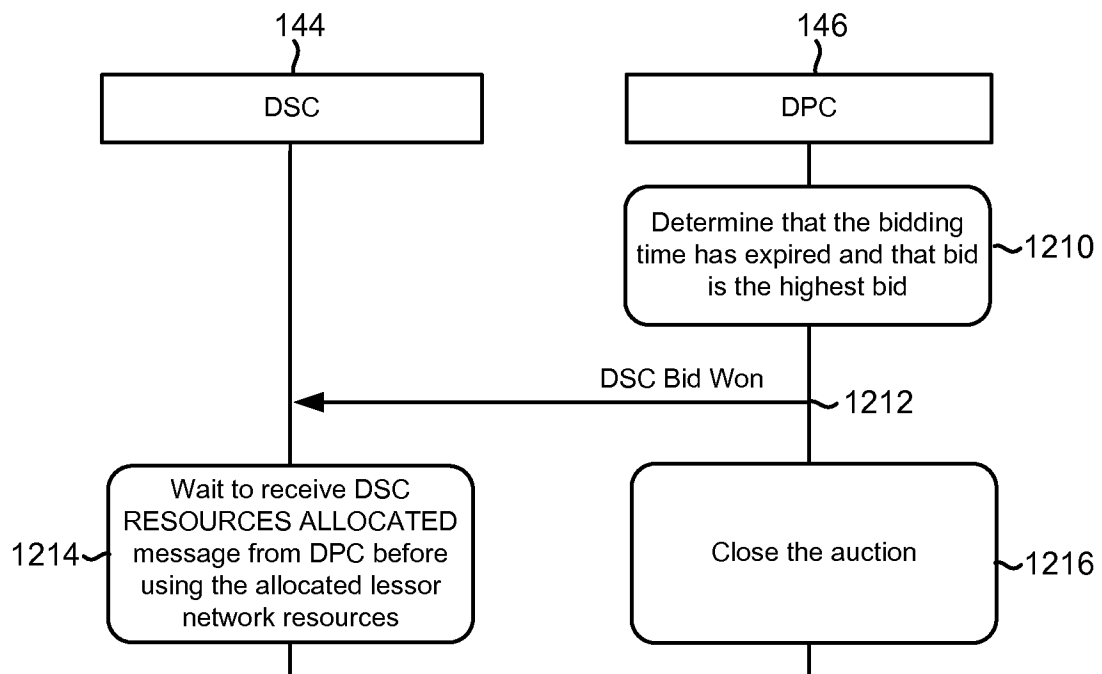 144
146
DSC
DPC
Determine that the bidding
time has expired and that bid
is the highest bid
1210
DSC Bid Won
1212
Wait to receive DSC
RESOURCES ALLOCATED
message from DPC before
using the allocated lessor
network resources
1214
Close the auction
1216